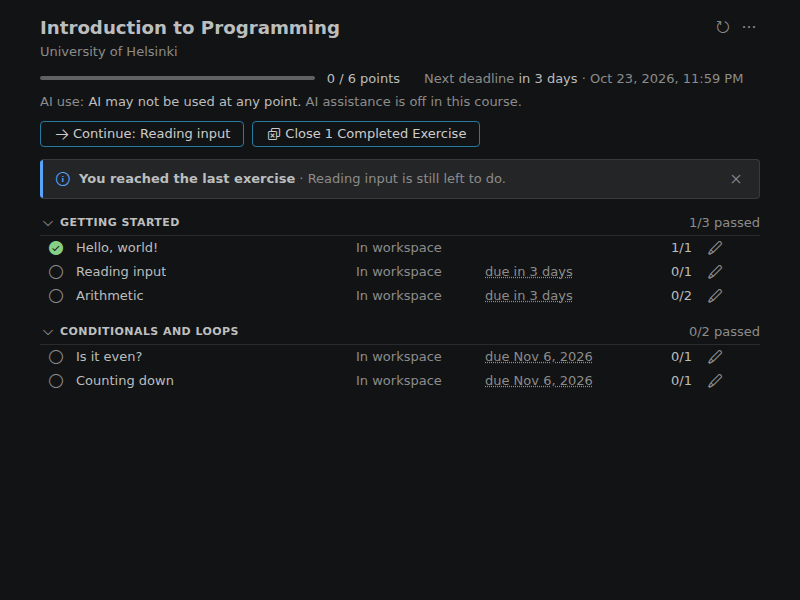 Introduction to Programming
University of Helsinki
0 / 6 points Next deadline in 3 days · Oct 23, 2026, 11:59 PM
AI use: AI may not be used at any point. AI assistance is off in this course.
Continue: Reading input Close 1 Completed Exercise
You reached the last exercise · Reading input is still left to do.
GETTING STARTED 1/3 passed
Hello, world! In workspace 1/1
Reading input In workspace due in 3 days 0/1
Arithmetic In workspace due in 3 days 0/2
CONDITIONALS AND LOOPS 0/2 passed
Is it even? In workspace due Nov 6, 2026 0/1
Counting down In workspace due Nov 6, 2026 0/1